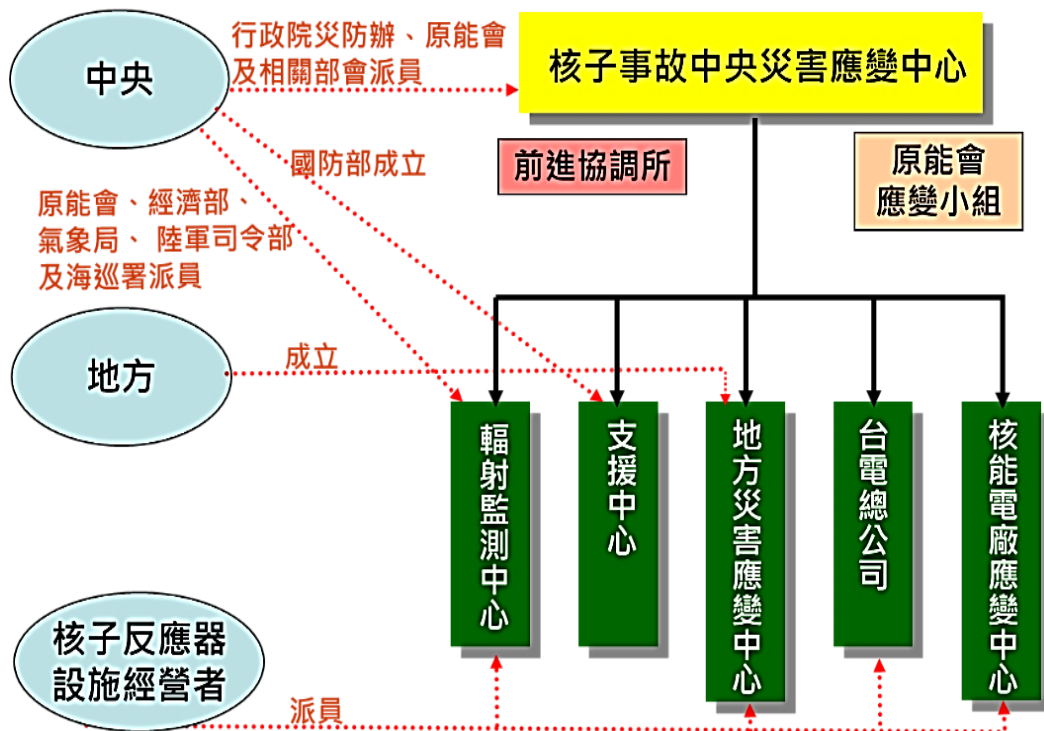 中央
行政院災防辦、原能會
及相關部會派員
核子事故中央災害應變中心
國防部成立
前進協調所
原能會
應變小組
原能會、經濟部、
氣象局、 陸軍司令部
及海巡署派員
地方
成立
輻射監測中心
支援中心
地方災害應變中心
台電總公司
核能電廠應變中心
核子反應器
設施經營者
派員